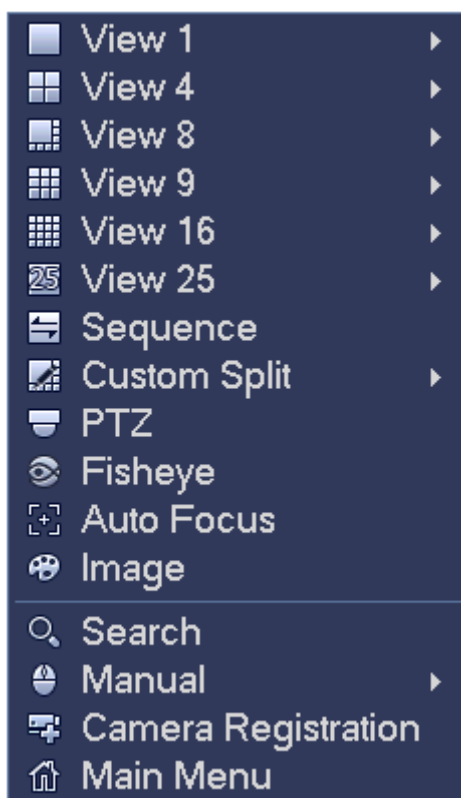 View 1
View 4
View 8
View 9
View 16
25 View 25
Sequence
Custom Split
PTZ
Fisheye
Auto Focus
Image
Search
Manual
Camera Registration
Main Menu